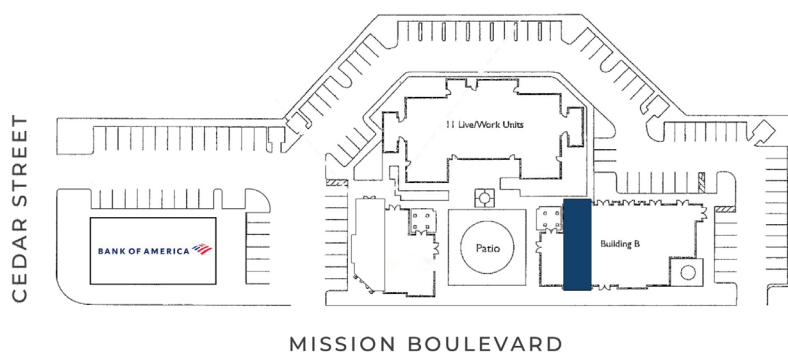 11 Live/Work Units
CEDAR STREET
BANK OF AMERICA
Patio
Building B
MISSION BOULEVARD